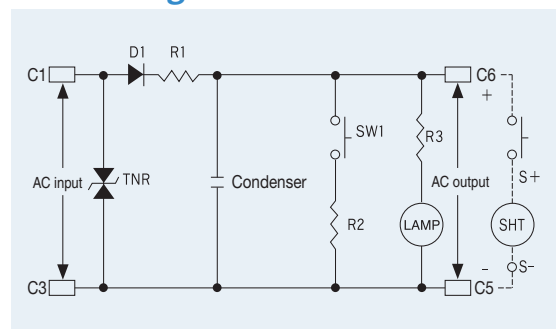 D1 R1
C1 C6
+
SW1 R3
AC input TNR Condenser AC output S+
R2 LAMP SHT
- S-
C3 C5